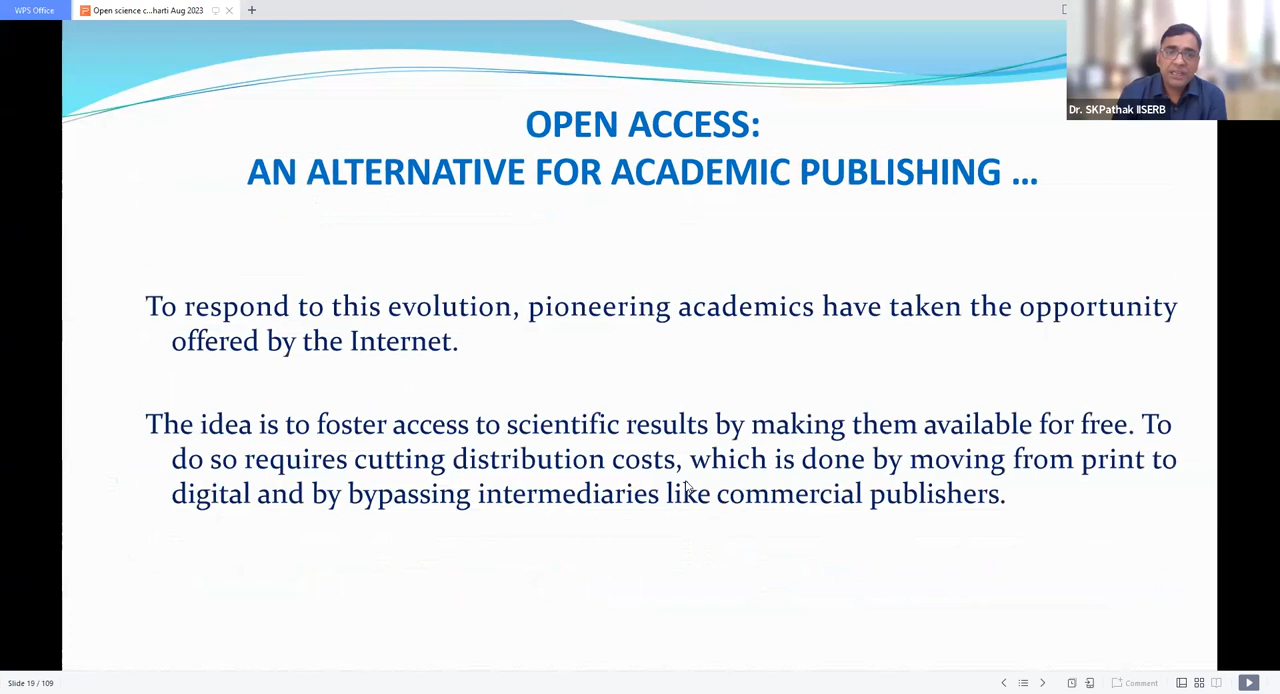 WPS Office
Open science c...harti Aug 2023
Dr. SKPathak IISERB
OPEN ACCESS:
AN ALTERNATIVE FOR ACADEMIC PUBLISHING ...
To respond to this evolution, pioneering academics have taken the opportunity
offered by the Internet.
The idea is to foster access to scientific results by making them available for free. To
do so requires cutting distribution costs, which is done by moving from print to
digital and by bypassing intermediaries like commercial publishers.
Slide 19 / 109
Comment